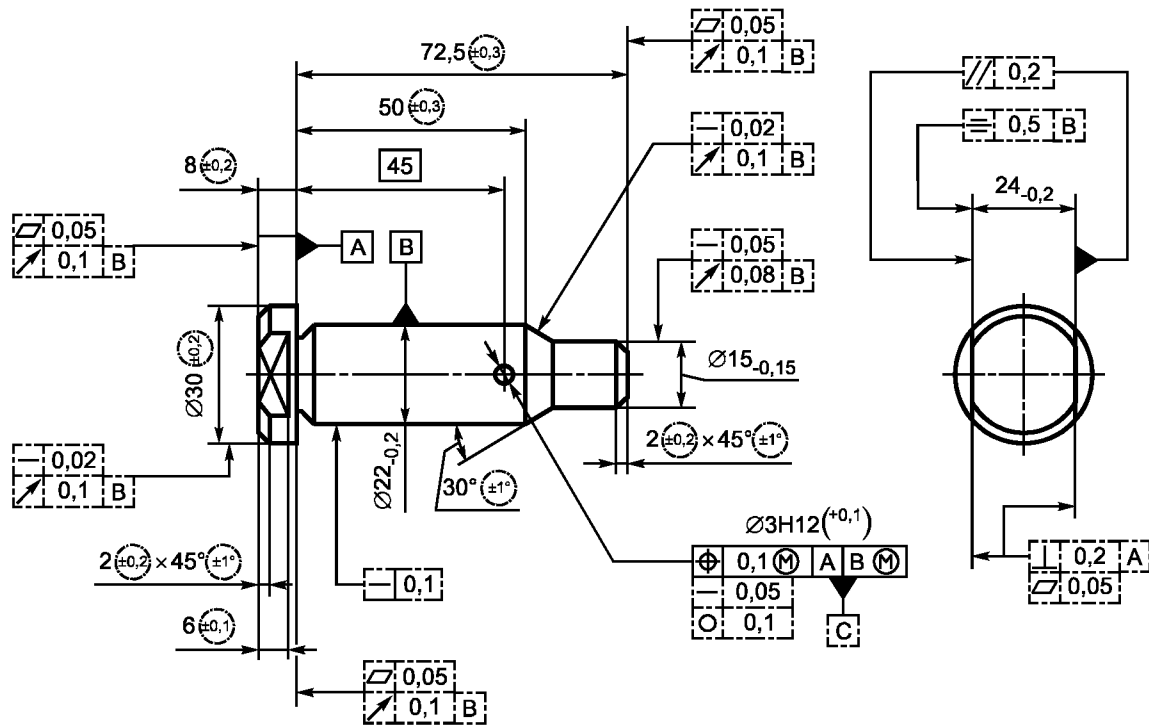 0,05
0,1 B
72,5 ±0,3
// 0,2
50 ±0,3
0,02
0,1 B
0,5 B
8 ±0,2
45
24-0,2
0,05
0,1 B
A
B
0,05
0,08 B
Ø30 ±0,2
Ø15-0,15
0,02
0,1 B
Ø22-0,2
30° ±1°
2 ±0,2 × 45° ±1°
2 ±0,2 × 45° ±1°
0,1
Ø3H12(+0,1)
0,1 Ⓜ A B Ⓜ
0,05
0,1
C
⊥ 0,2 A
0,05
6 ±0,1
0,05
0,1 B